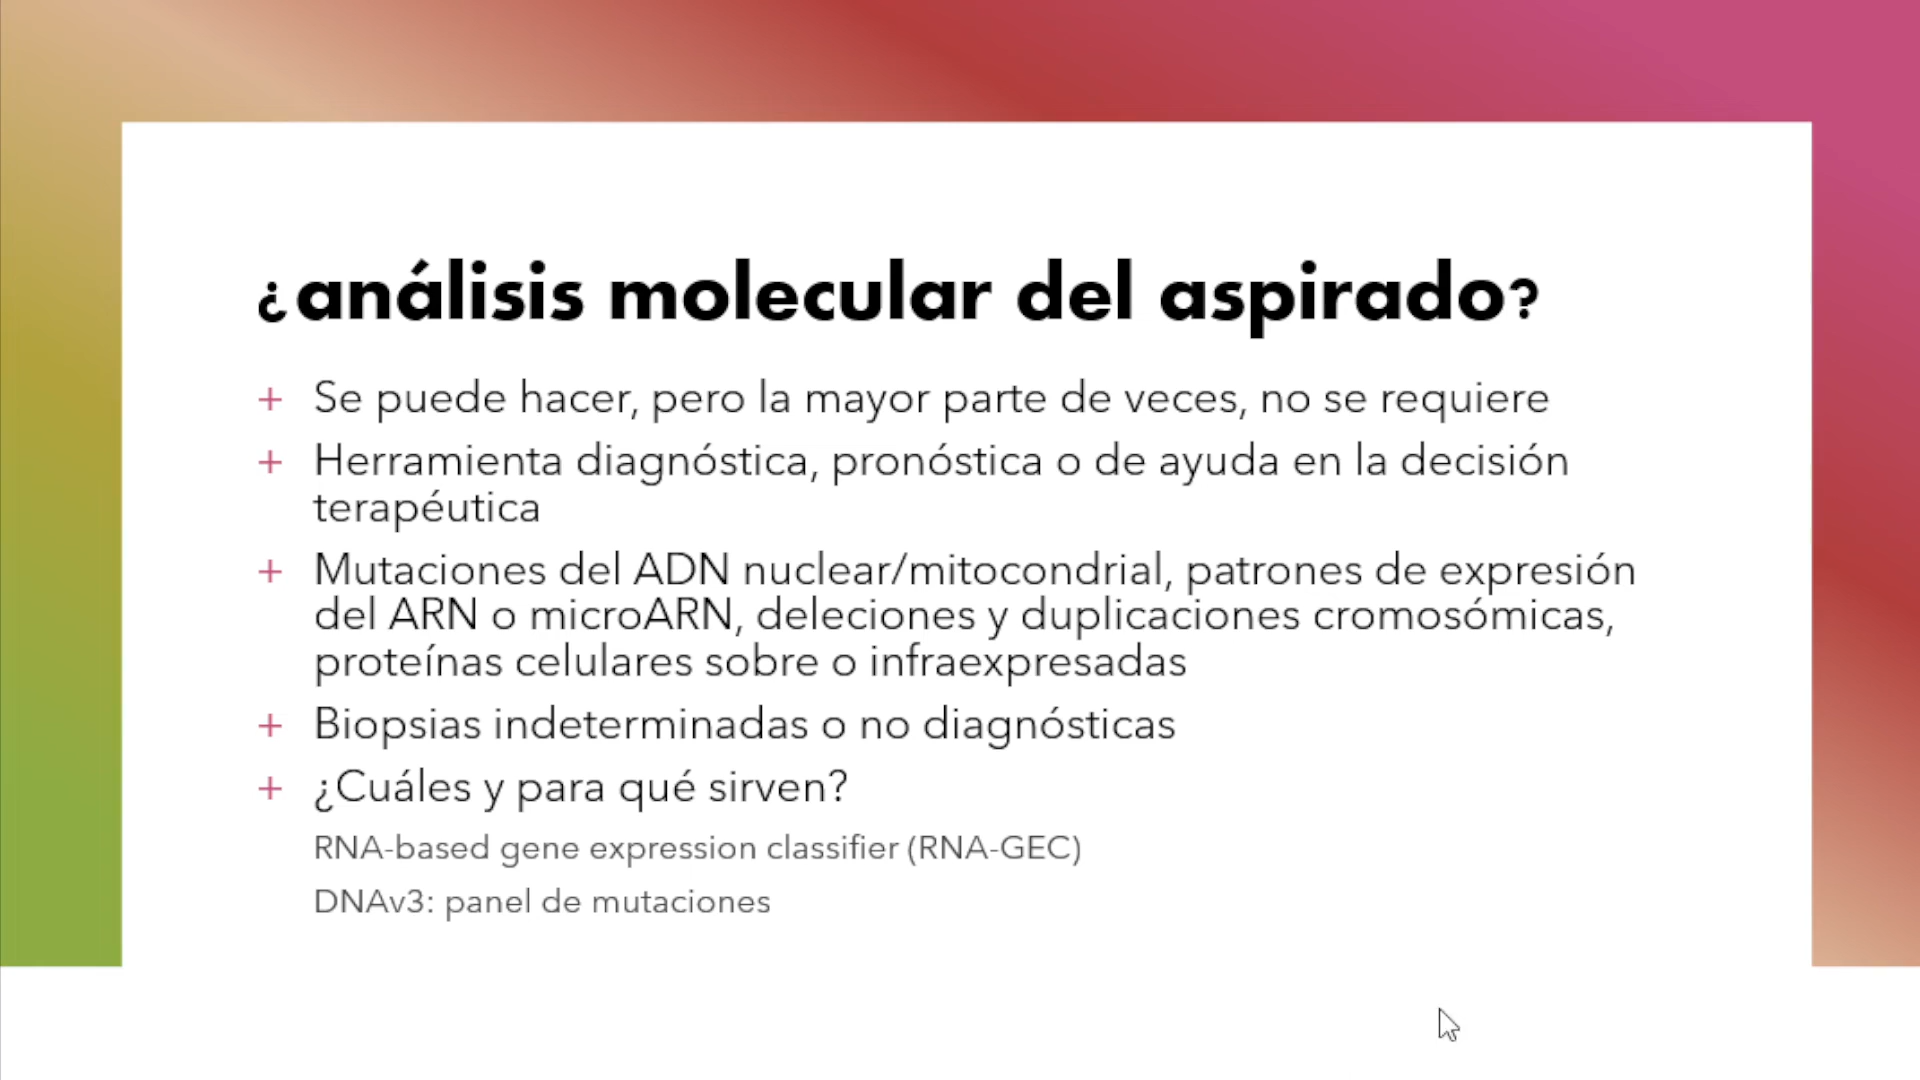 ¿análisis molecular del aspirado?
+ Se puede hacer, pero la mayor parte de veces, no se requiere
+ Herramienta diagnóstica, pronóstica o de ayuda en la decisión
terapéutica
+ Mutaciones del ADN nuclear/mitocondrial, patrones de expresión
del ARN o microARN, deleciones y duplicaciones cromosómicas,
proteínas celulares sobre o infraexpresadas
+ Biopsias indeterminadas o no diagnósticas
+ ¿Cuáles y para qué sirven?
RNA-based gene expression classifier (RNA-GEC)
DNAv3: panel de mutaciones